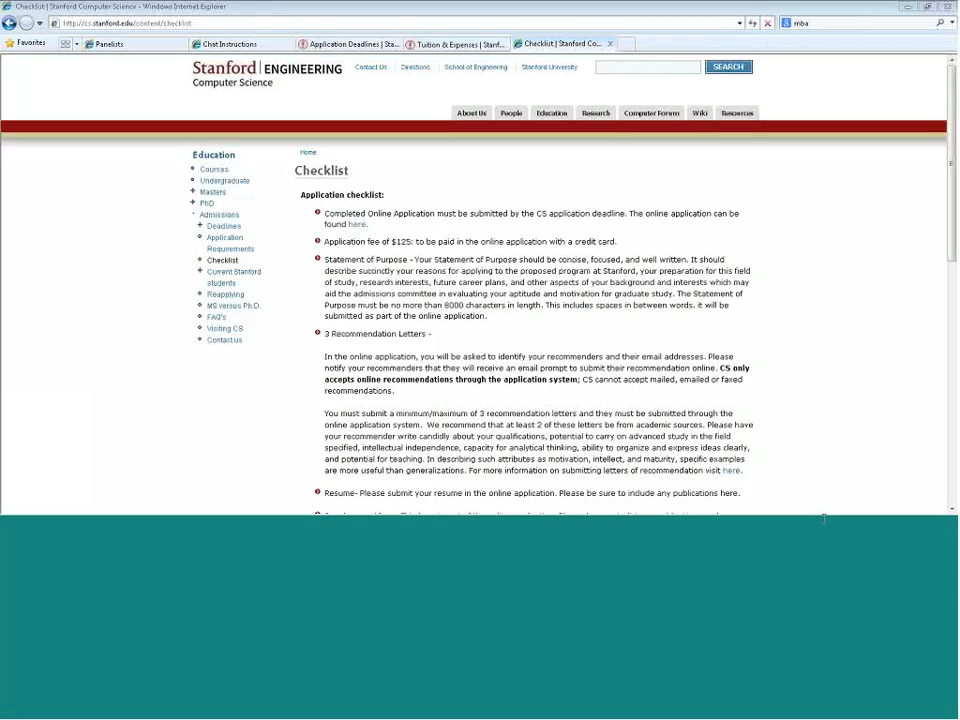 Checklist | Stanford Computer Science - Windows Internet Explorer
http://cs.stanford.edu/content/checklist
mba
Favorites
Panelists
Chat Instructions
Application Deadlines | Sta...
Tuition & Expenses | Stanf...
Checklist | Stanford Co...
Stanford | ENGINEERING
Computer Science
Contact Us
Directions
School of Engineering
Stanford University
SEARCH
About Us
People
Education
Research
Computer Forum
Wiki
Resources
Education
Courses
Undergraduate
Masters
PhD
Admissions
Deadlines
Application
Requirements
Checklist
Current Stanford
students
Reapplying
MS versus Ph.D.
FAQ's
Visiting CS
Contact us
Home
Checklist
Application checklist:
Completed Online Application must be submitted by the CS application deadline. The online application can be
found here.
Application fee of $125: to be paid in the online application with a credit card.
Statement of Purpose - Your Statement of Purpose should be concise, focused, and well written. It should
describe succinctly your reasons for applying to the proposed program at Stanford, your preparation for this field
of study, research interests, future career plans, and other aspects of your background and interests which may
aid the admissions committee in evaluating your aptitude and motivation for graduate study. The Statement of
Purpose must be no more than 8000 characters in length. This includes spaces in between words. it will be
submitted as part of the online application.
3 Recommendation Letters -
In the online application, you will be asked to identify your recommenders and their email addresses. Please
notify your recommenders that they will receive an email prompt to submit their recommendation online. CS only
accepts online recommendations through the application system; CS cannot accept mailed, emailed or faxed
recommendations.
You must submit a minimum/maximum of 3 recommendation letters and they must be submitted through the
online application system. We recommend that at least 2 of these letters be from academic sources. Please have
your recommender write candidly about your qualifications, potential to carry on advanced study in the field
specified, intellectual independence, capacity for analytical thinking, ability to organize and express ideas clearly,
and potential for teaching. In describing such attributes as motivation, intellect, and maturity, specific examples
are more useful than generalizations. For more information on submitting letters of recommendation visit here.
Resume- Please submit your resume in the online application. Please be sure to include any publications here.